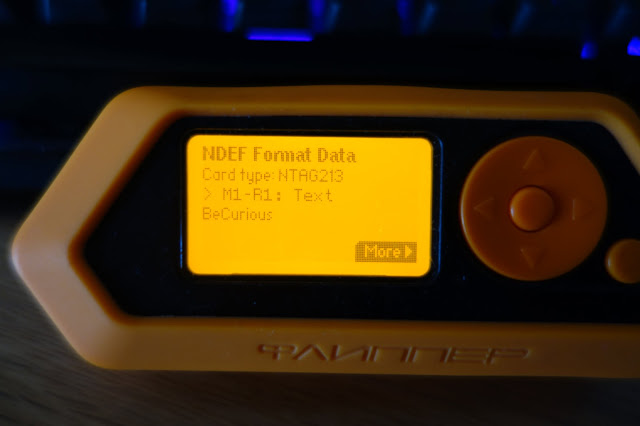 NDEF Format Data
Card type: NTAG213
> M1-R1: Text
BeCurious
More
ФЛИППЕР